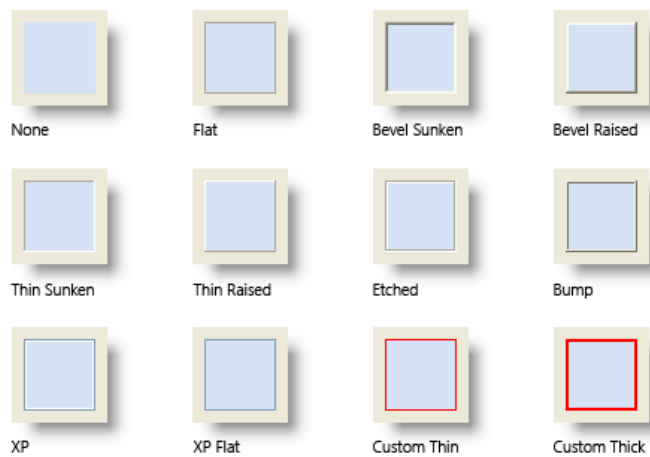 None
Flat
Bevel Sunken
Bevel Raised
Thin Sunken
Thin Raised
Etched
Bump
XP
XP Flat
Custom Thin
Custom Thick